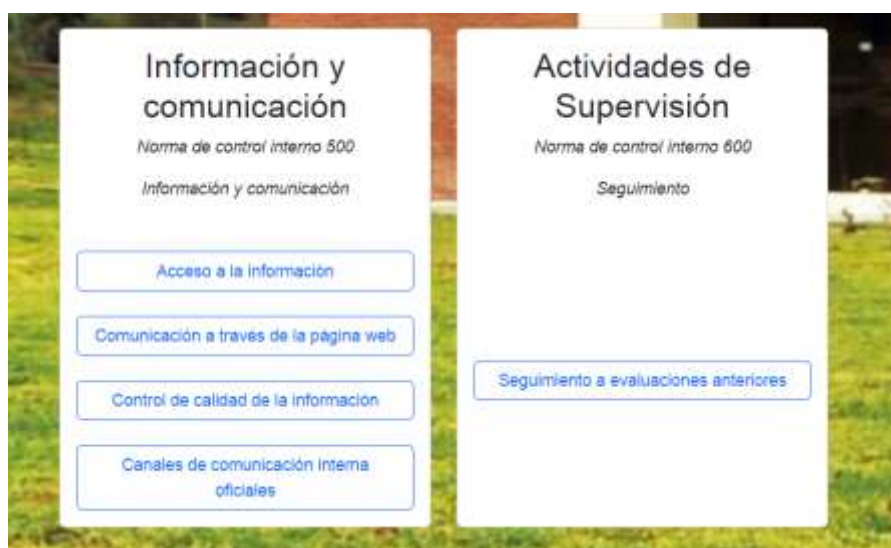 Información y
comunicación
Norma de control interno 500
Información y comunicación
Acceso a la información
Comunicación a través de la página web
Control de calidad de la información
Canales de comunicación interna
oficiales
Actividades de
Supervisión
Norma de control interno 600
Seguimiento
Seguimiento a evaluaciones anteriores